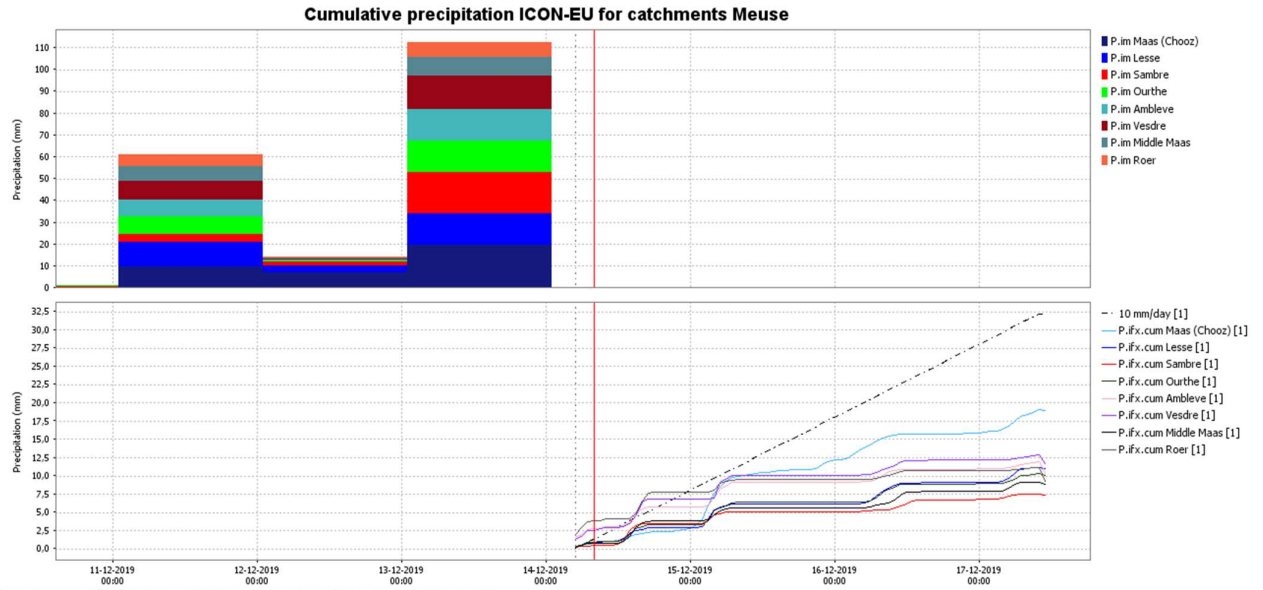 Cumulative precipitation ICON-EU for catchments Meuse
Precipitation (mm)
110
100
90
80
70
60
50
40
30
20
10
0
P.im Maas (Chooz)
P.im Lesse
P.im Sambre
P.im Ourthe
P.im Ambleve
P.im Vesdre
P.im Middle Maas
P.im Roer
Precipitation (mm)
32,5
30,0
27,5
25,0
22,5
20,0
17,5
15,0
12,5
10,0
7,5
5,0
2,5
0,0
10 mm/day [1]
P.ifx.cum Maas (Chooz) [1]
P.ifx.cum Lesse [1]
P.ifx.cum Sambre [1]
P.ifx.cum Ourthe [1]
P.ifx.cum Ambleve [1]
P.ifx.cum Vesdre [1]
P.ifx.cum Middle Maas [1]
P.ifx.cum Roer [1]
11-12-2019
00:00
12-12-2019
00:00
13-12-2019
00:00
14-12-2019
00:00
15-12-2019
00:00
16-12-2019
00:00
17-12-2019
00:00